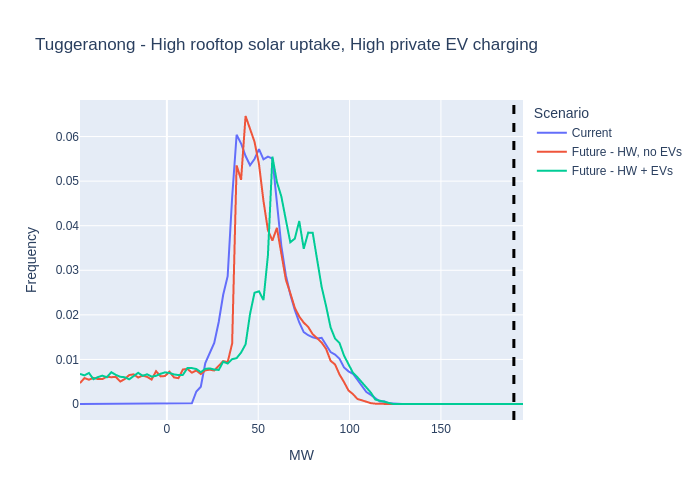 Tuggeranong - High rooftop solar uptake, High private EV charging
Scenario
Current
Future - HW, no EVs
Future - HW + EVs
Frequency
0.06
0.05
0.04
0.03
0.02
0.01
0
0
50
100
150
MW